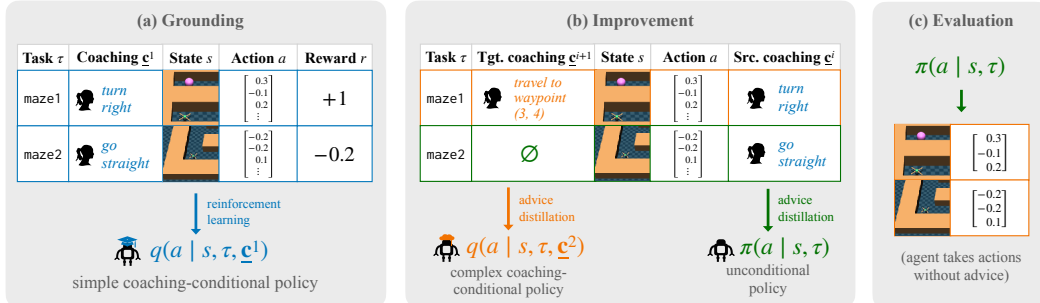 (a) Grounding
Task τ Coaching c¹ State s Action a Reward r
maze1 turn right [0.3 −0.1 0.2 ⋮] +1
maze2 go straight [−0.2 −0.2 0.1 ⋮] −0.2
reinforcement
learning
q(a | s, τ, c¹)
simple coaching-conditional policy
(b) Improvement
Task τ Tgt. coaching cⁱ⁺¹ State s Action a Src. coaching cⁱ
maze1 travel to waypoint (3, 4) [0.3 −0.1 0.2 ⋮] turn right
maze2 ∅ [−0.2 −0.2 0.1 ⋮] go straight
advice
distillation
q(a | s, τ, c²)
complex coaching-
conditional policy
advice
distillation
π(a | s, τ)
unconditional
policy
(c) Evaluation
π(a | s, τ)
[0.3 −0.1 0.2]
[−0.2 −0.2 0.1]
(agent takes actions
without advice)